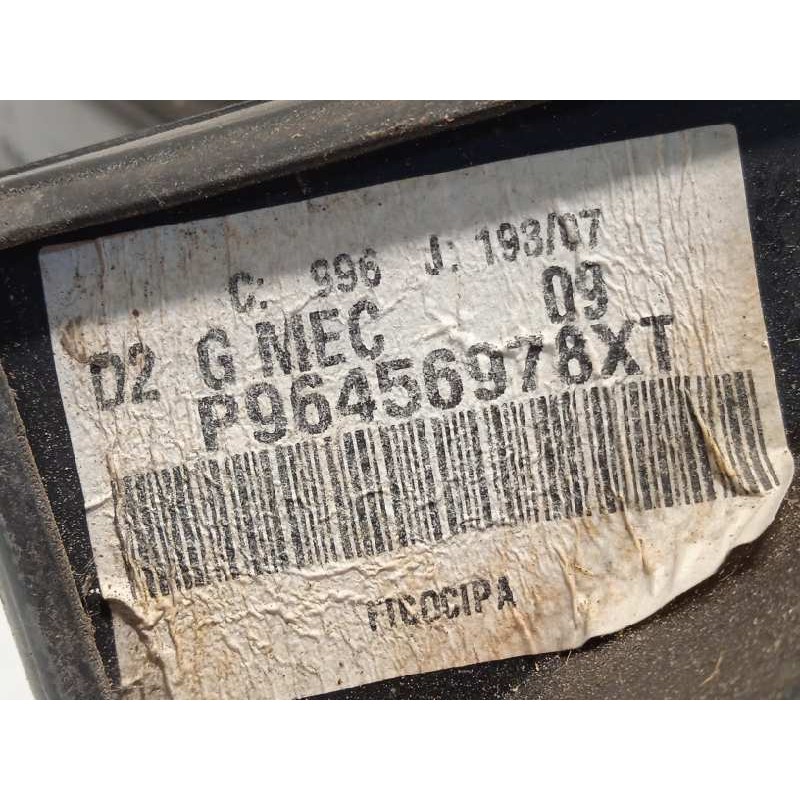 C: 996 J: 193/07
D2 G MEC 09
P96456978XT
FICOCIPA